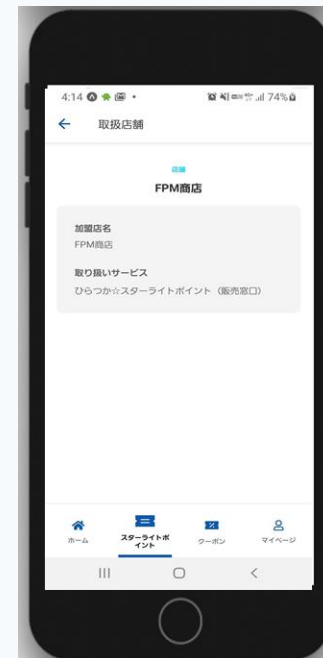 4:14 74%
取扱店舗
店舗
FPM商店
加盟店名
FPM商店
取り扱いサービス
ひらつか☆スターライトポイント（販売窓口）
ホーム
スターライトポ
イント
クーポン
マイページ